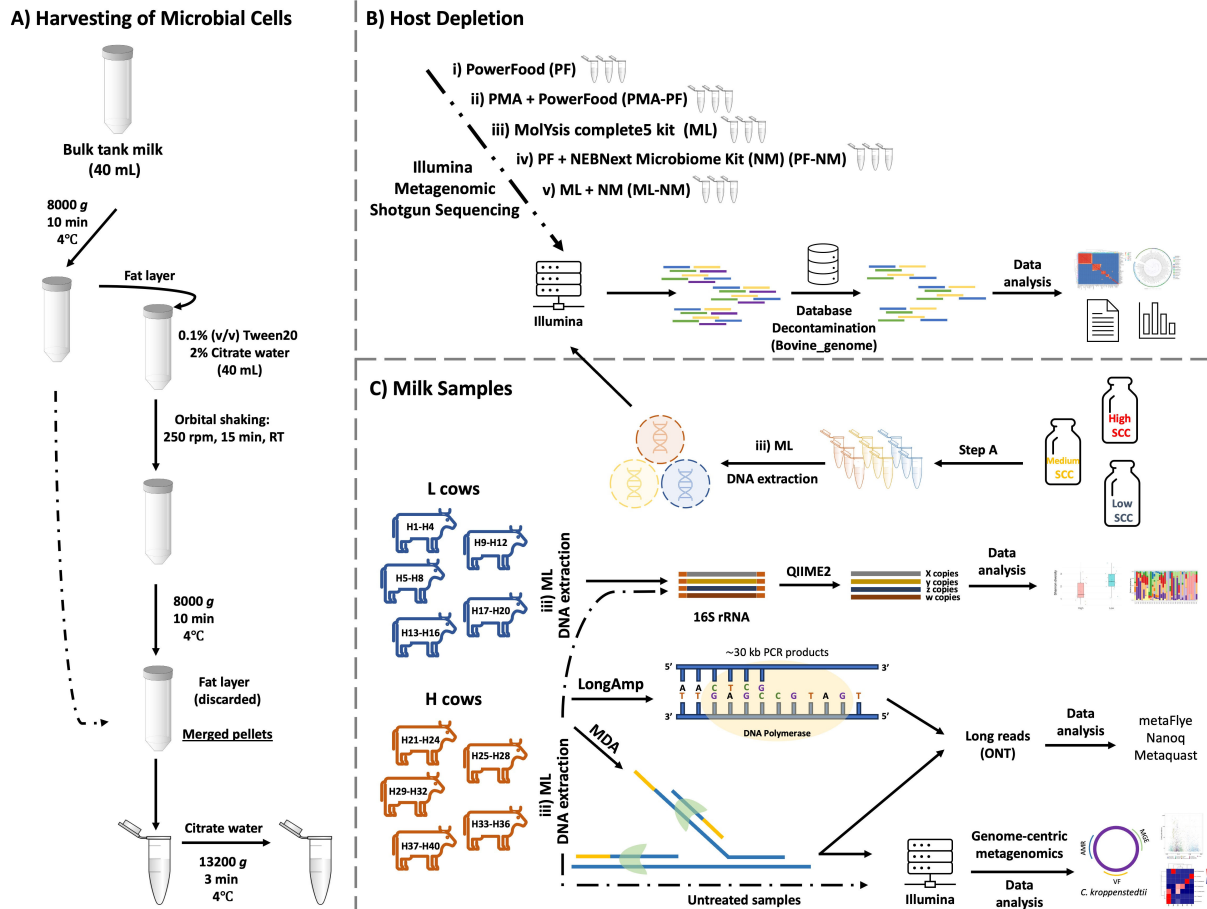 A) Harvesting of Microbial Cells
Bulk tank milk
(40 mL)
8000 g
10 min
4℃
Fat layer
0.1% (v/v) Tween20
2% Citrate water
(40 mL)
Orbital shaking:
250 rpm, 15 min, RT
8000 g
10 min
4℃
Fat layer
(discarded)
Merged pellets
Citrate water
13200 g
3 min
4℃
B) Host Depletion
i) PowerFood (PF)
ii) PMA + PowerFood (PMA-PF)
iii) MolYsis complete5 kit (ML)
iv) PF + NEBNext Microbiome Kit (NM) (PF-NM)
v) ML + NM (ML-NM)
Illumina
Metagenomic
Shotgun Sequencing
Illumina
Database
Decontamination
(Bovine_genome)
Data
analysis
C) Milk Samples
High
SCC
Medium
SCC
Low
SCC
Step A
iii) ML
DNA extraction
L cows
H1-H4
H9-H12
H5-H8
H17-H20
H13-H16
iii) ML
DNA extraction
16S rRNA
QIIME2
X copies
y copies
z copies
w copies
Data
analysis
H cows
H21-H24
H25-H28
H29-H32
H33-H36
H37-H40
iii) ML
DNA extraction
LongAmp
~30 kb PCR products
5’ 3’
A A C T C G
T T G A G C C G T A G T
3’ 5’
DNA Polymerase
MDA
Long reads
(ONT)
Data
analysis
metaFlye
Nanoq
Metaquast
Untreated samples
Illumina
Genome-centric
metagenomics
Data
analysis
AMR
MGE
VF
C. kroppenstedtii